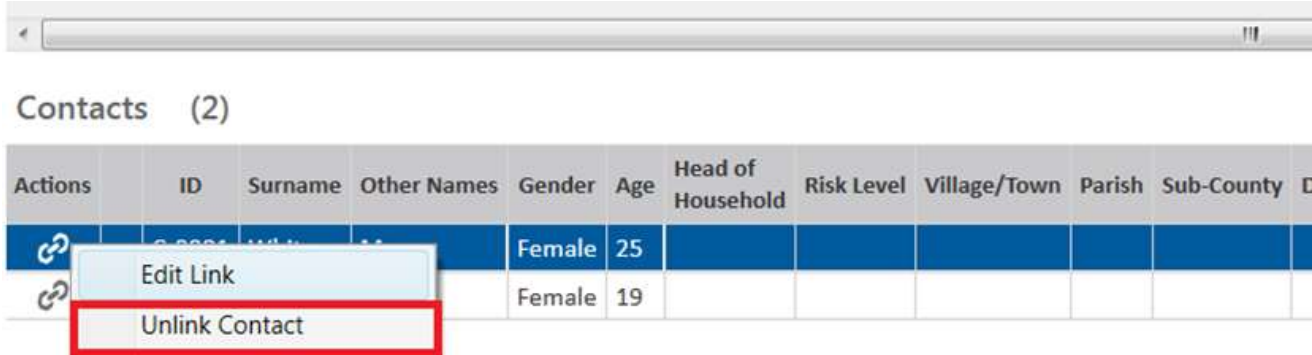 Contacts (2)
Actions ID Surname Other Names Gender Age Head of Household Risk Level Village/Town Parish Sub-County D
Female 25
Edit Link
Female 19
Unlink Contact